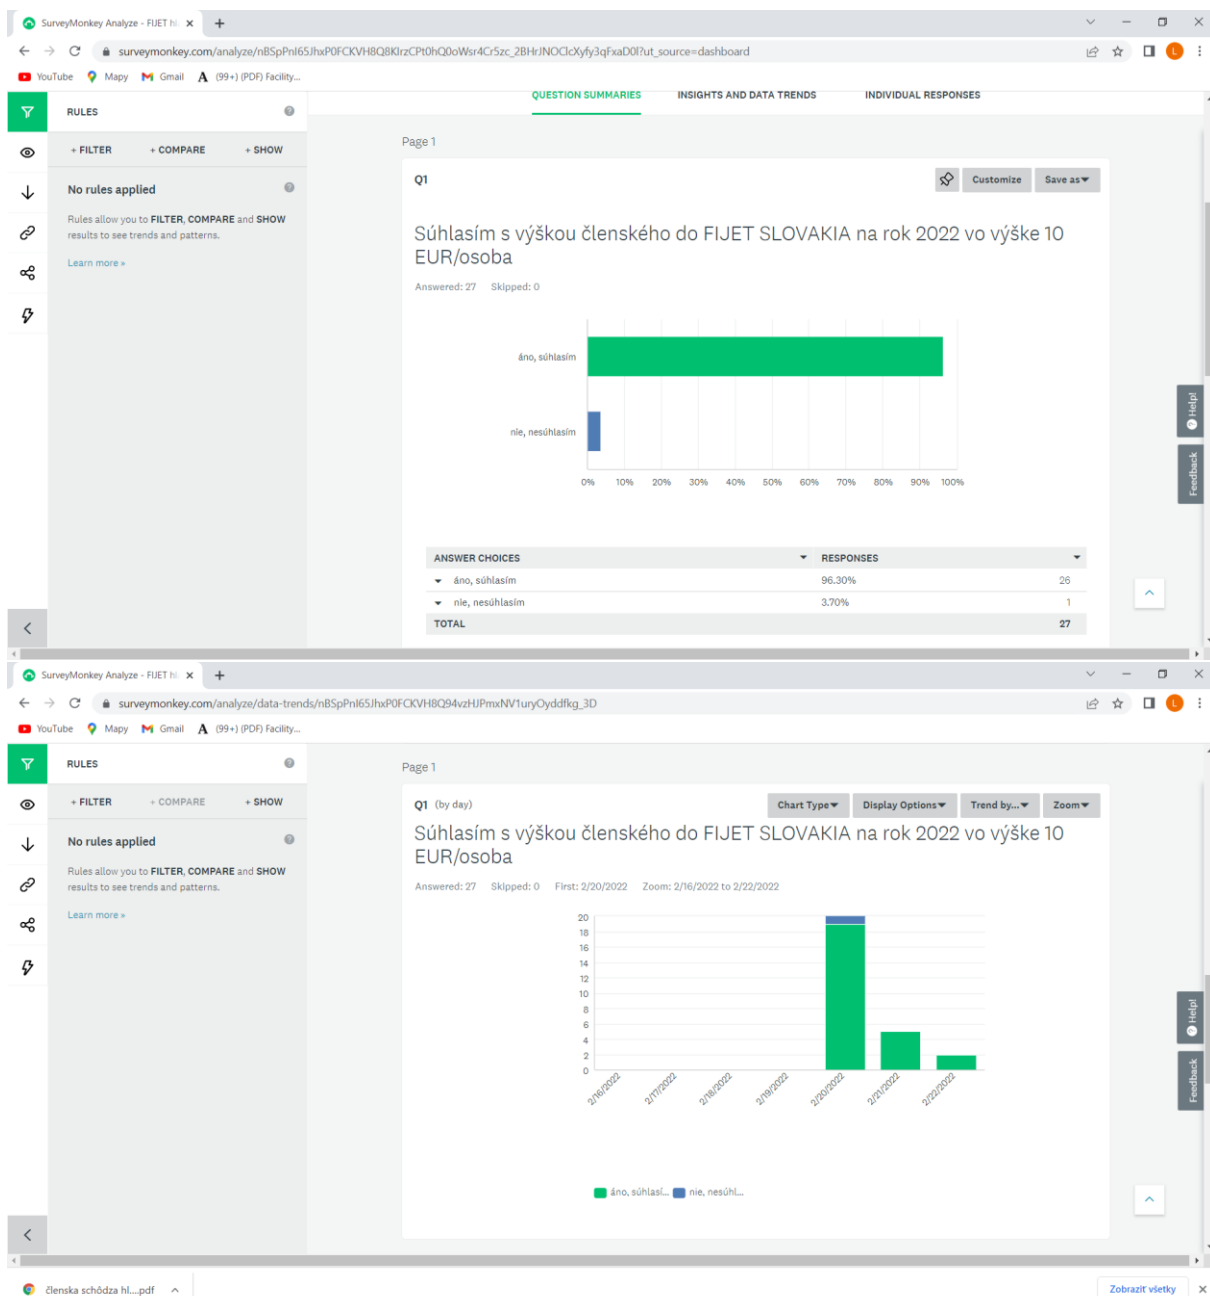 SurveyMonkey Analyze - FIJET hl
surveymonkey.com/analyze/nBSpPnI65JhxP0FCKVH8Q8KIrzCPt0hQ0oWsr4Cr5zc_2BHrJNOClcXyfy3qFxaD0I?ut_source=dashboard
L
YouTube Mapy Gmail A (99+) (PDF) Facility...
RULES
QUESTION SUMMARIES INSIGHTS AND DATA TRENDS INDIVIDUAL RESPONSES
+ FILTER + COMPARE + SHOW
Page 1
No rules applied
Q1 Customize Save as
Rules allow you to FILTER, COMPARE and SHOW
results to see trends and patterns.
Learn more »
Súhlasím s výškou členského do FIJET SLOVAKIA na rok 2022 vo výške 10
EUR/osoba
Answered: 27 Skipped: 0
áno, súhlasím
nie, nesúhlasím
0% 10% 20% 30% 40% 50% 60% 70% 80% 90% 100%
Help!
Feedback
ANSWER CHOICES RESPONSES
áno, súhlasím 96.30% 26
nie, nesúhlasím 3.70% 1
TOTAL 27
SurveyMonkey Analyze - FIJET hl
surveymonkey.com/analyze/data-trends/nBSpPnI65JhxP0FCKVH8Q94vzHJPmxNV1uryOyddfkg_3D
L
YouTube Mapy Gmail A (99+) (PDF) Facility...
RULES
Page 1
+ FILTER + COMPARE + SHOW
Q1 (by day) Chart Type Display Options Trend by... Zoom
No rules applied
Rules allow you to FILTER, COMPARE and SHOW
results to see trends and patterns.
Learn more »
Súhlasím s výškou členského do FIJET SLOVAKIA na rok 2022 vo výške 10
EUR/osoba
Answered: 27 Skipped: 0 First: 2/20/2022 Zoom: 2/16/2022 to 2/22/2022
20
18
16
14
12
10
8
6
4
2
0
2/16/2022 2/17/2022 2/18/2022 2/19/2022 2/20/2022 2/21/2022 2/22/2022
Help!
Feedback
áno, súhlasí... nie, nesúhl...
členska schôdza hl....pdf Zobraziť všetky